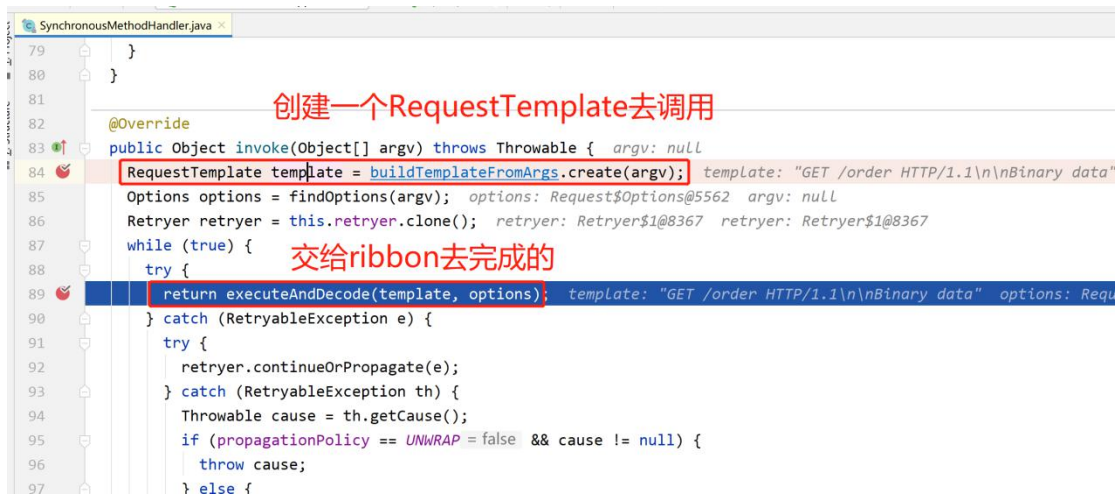 SynchronousMethodHandler.java
79 }
80 }
81
创建一个RequestTemplate去调用
82 @Override
83 public Object invoke(Object[] argv) throws Throwable { argv: null
84 RequestTemplate template = buildTemplateFromArgs.create(argv); template: "GET /order HTTP/1.1\n\nBinary data"
85 Options options = findOptions(argv); options: Request$Options@5562 argv: null
86 Retryer retryer = this.retryer.clone(); retryer: Retryer$1@8367 retryer: Retryer$1@8367
87 while (true) {
交给ribbon去完成的
88 try {
89 return executeAndDecode(template, options); template: "GET /order HTTP/1.1\n\nBinary data" options: Requ
90 } catch (RetryableException e) {
91 try {
92 retryer.continueOrPropagate(e);
93 } catch (RetryableException th) {
94 Throwable cause = th.getCause();
95 if (propagationPolicy == UNWRAP = false && cause != null) {
96 throw cause;
97 } else {